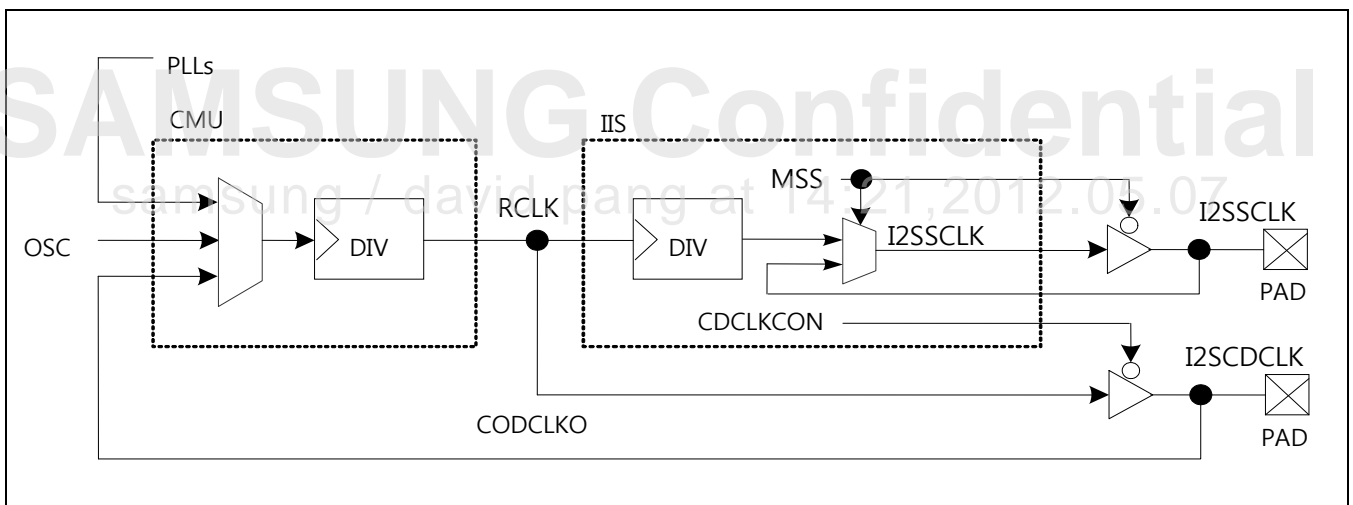 PLLs
SAMSUNG Confidential
CMU
IIS
samsung / david.pang at 14:21 ,2012.05.07
MSS
RCLK
I2SSCLK
I2SSCLK
OSC
DIV
DIV
PAD
CDCLKCON
I2SCDCLK
CODCLKO
PAD